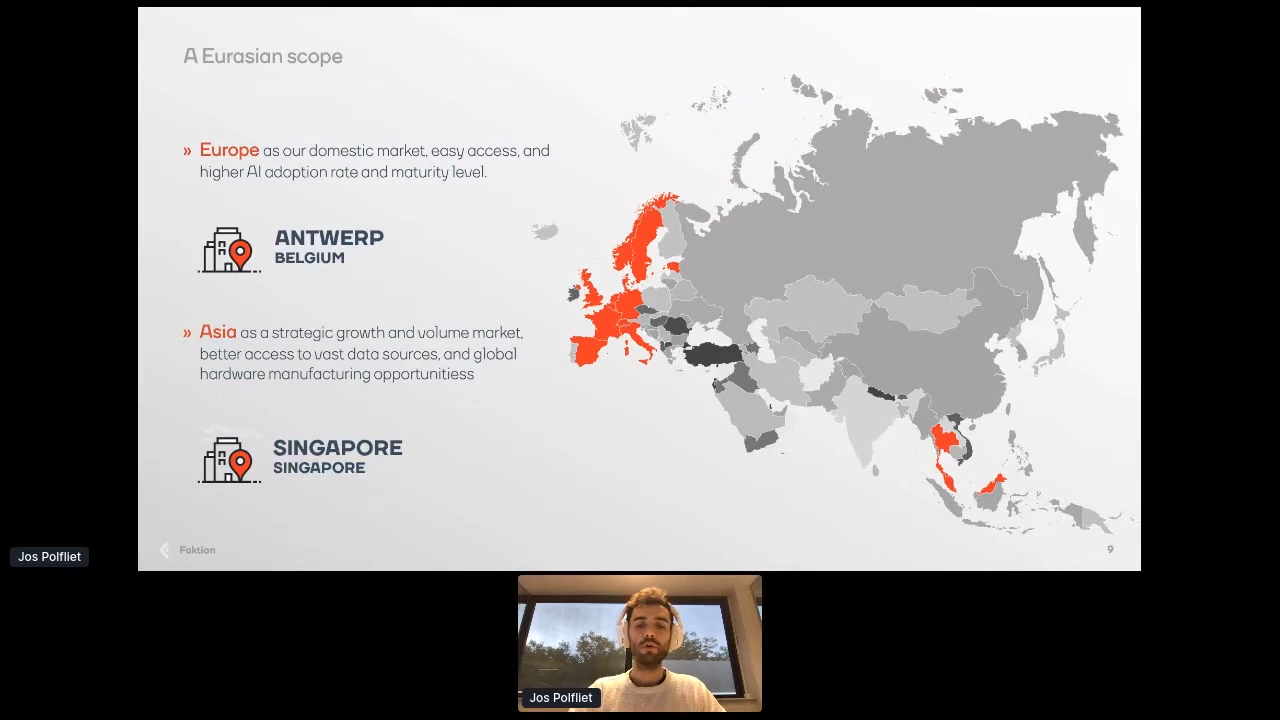 A Eurasian scope
» Europe as our domestic market, easy access, and
higher AI adoption rate and maturity level.
ANTWERP
BELGIUM
» Asia as a strategic growth and volume market,
better access to vast data sources, and global
hardware manufacturing opportunitiess
SINGAPORE
SINGAPORE
Faktion
9
Jos Polfliet
Jos Polfliet